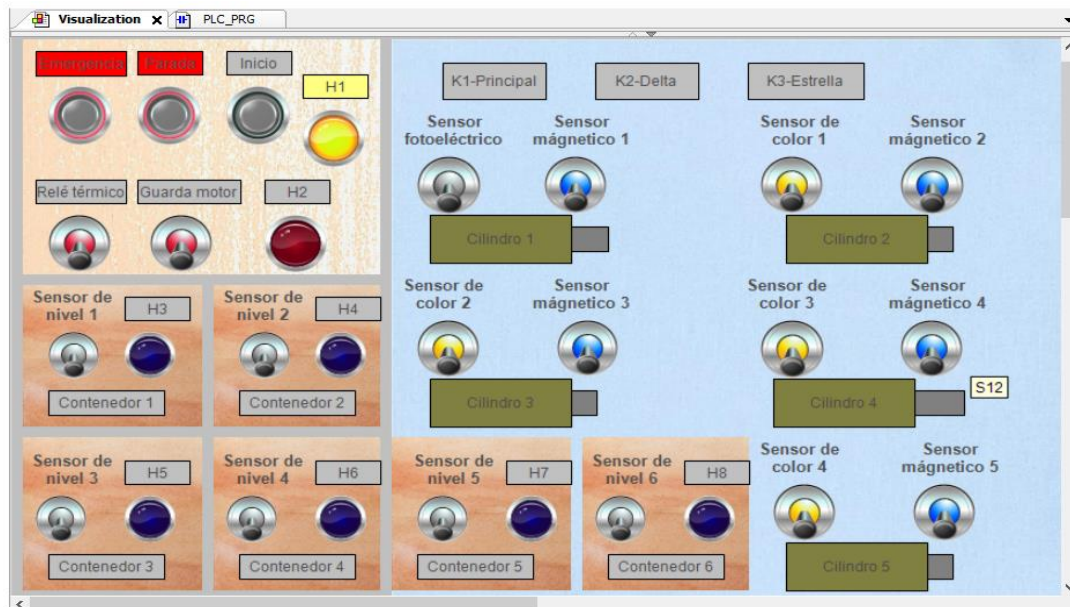 Visualization X PLC_PRG
Emergencia Parada Inicio
H1
Relé térmico Guarda motor H2
K1-Principal K2-Delta K3-Estrella
Sensor
fotoeléctrico
Sensor
mágnetico 1
Sensor de
color 1
Sensor
mágnetico 2
Cilindro 1
Cilindro 2
Sensor de
color 2
Sensor
mágnetico 3
Sensor de
color 3
Sensor
mágnetico 4
Cilindro 3
Cilindro 4
S12
Sensor de
nivel 1
H3
Contenedor 1
Sensor de
nivel 2
H4
Contenedor 2
Sensor de
nivel 3
H5
Contenedor 3
Sensor de
nivel 4
H6
Contenedor 4
Sensor de
nivel 5
H7
Contenedor 5
Sensor de
nivel 6
H8
Contenedor 6
Sensor de
color 4
Sensor
mágnetico 5
Cilindro 5